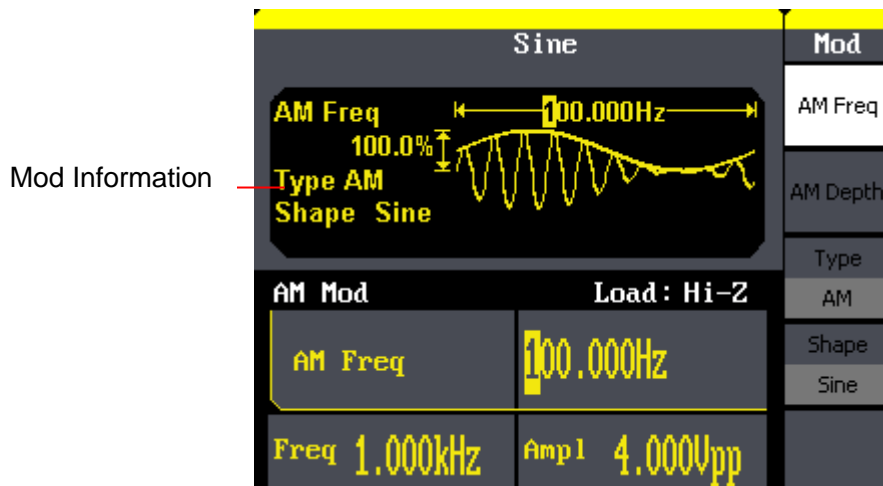 Sine
Mod
AM Freq
100.000Hz
100.0%
Type AM
Shape Sine
Mod Information
AM Freq
AM Depth
Type
AM
Shape
Sine
AM Mod
Load: Hi-Z
AM Freq
100.000Hz
Freq 1.000kHz
Ampl 4.000Vpp